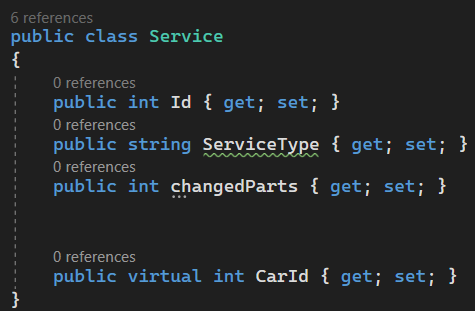 6 references
public class Service
{
0 references
public int Id { get; set; }
0 references
public string ServiceType { get; set; }
0 references
public int changedParts { get; set; }
0 references
public virtual int CarId { get; set; }
}